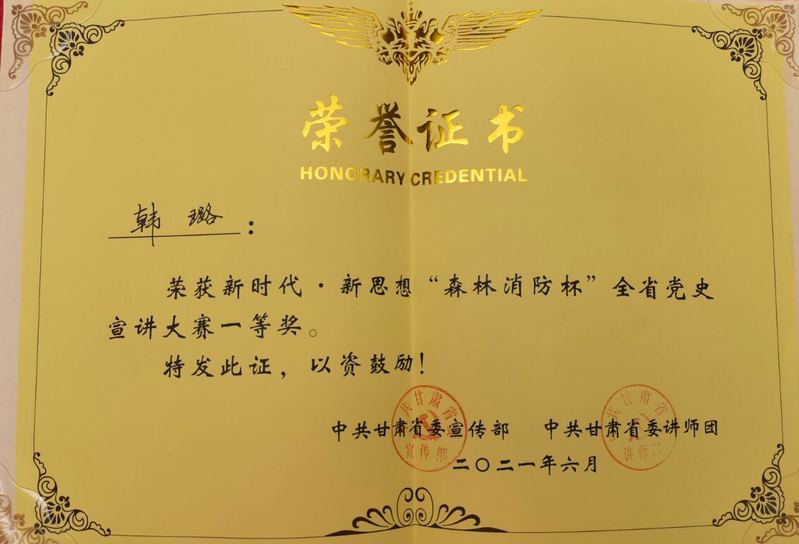 荣誉证书
HONORARY CREDENTIAL
韩璐：
荣获新时代·新思想“森林消防杯”全省党史
宣讲大赛一等奖。
特发此证，以资鼓励！
中共甘肃省委宣传部 中共甘肃省委讲师团
二〇二一年六月